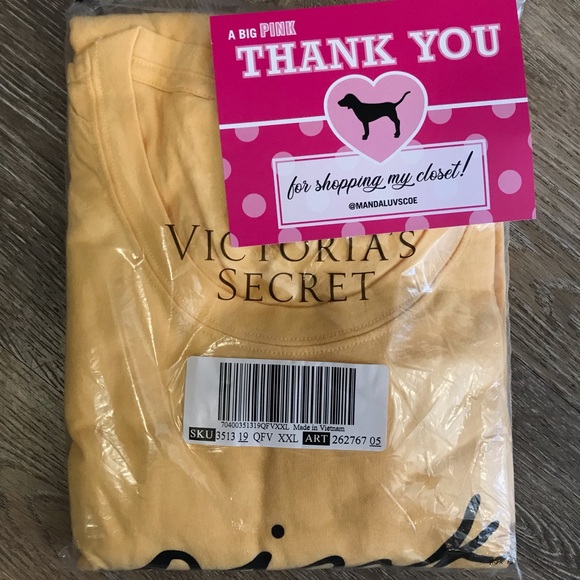 A BIG PINK
THANK YOU
for shopping my closet!
@MANDALUVSCOE
VICTORIA'S
SECRET
70400351319QFVXXL Made in Vietnam
SKU 3513 19 QFV XXL ART 262767 05